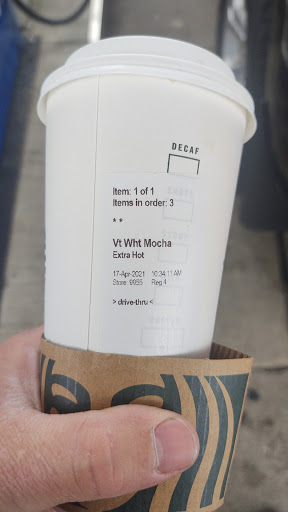 DECAF
Item: 1 of 1
Items in order: 3
* *
Vt Wht Mocha
Extra Hot
17-Apr-2021 10:34:11 AM
Store: 9955 Reg 4
> drive-thru <